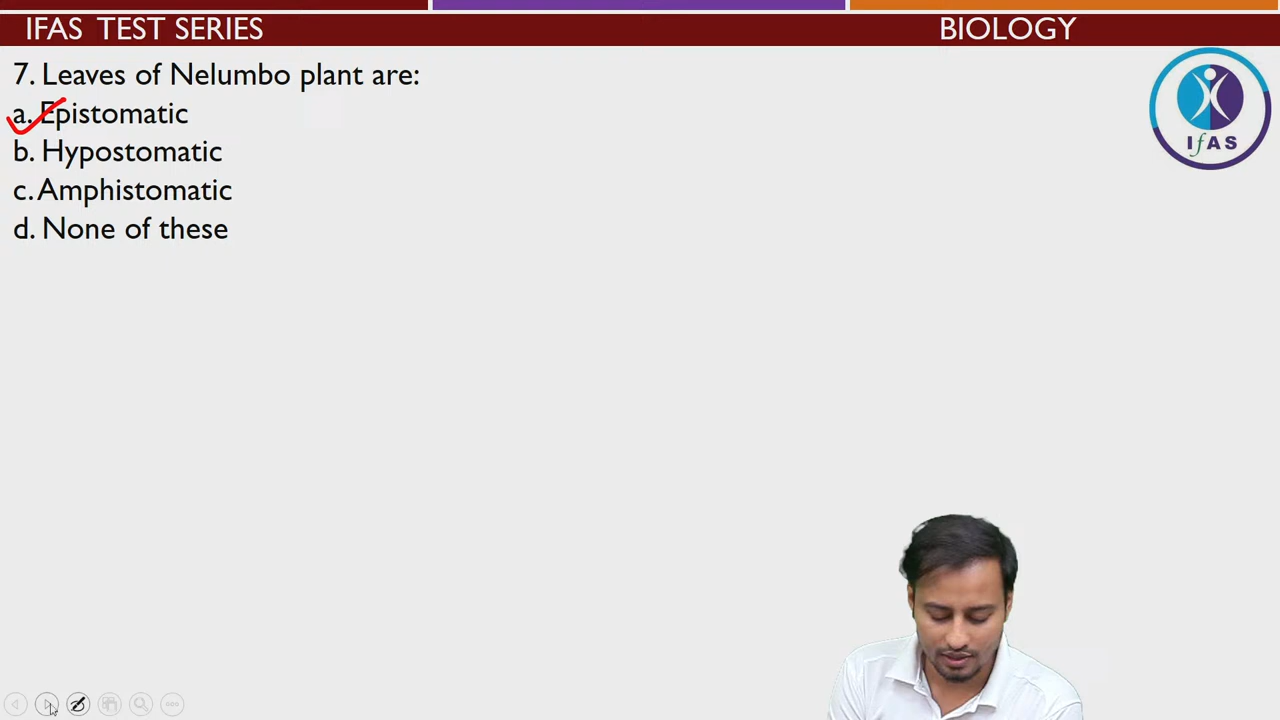 IFAS TEST SERIES
BIOLOGY
7. Leaves of Nelumbo plant are:
IfAS
a. Epistomatic
b. Hypostomatic
c. Amphistomatic
d. None of these